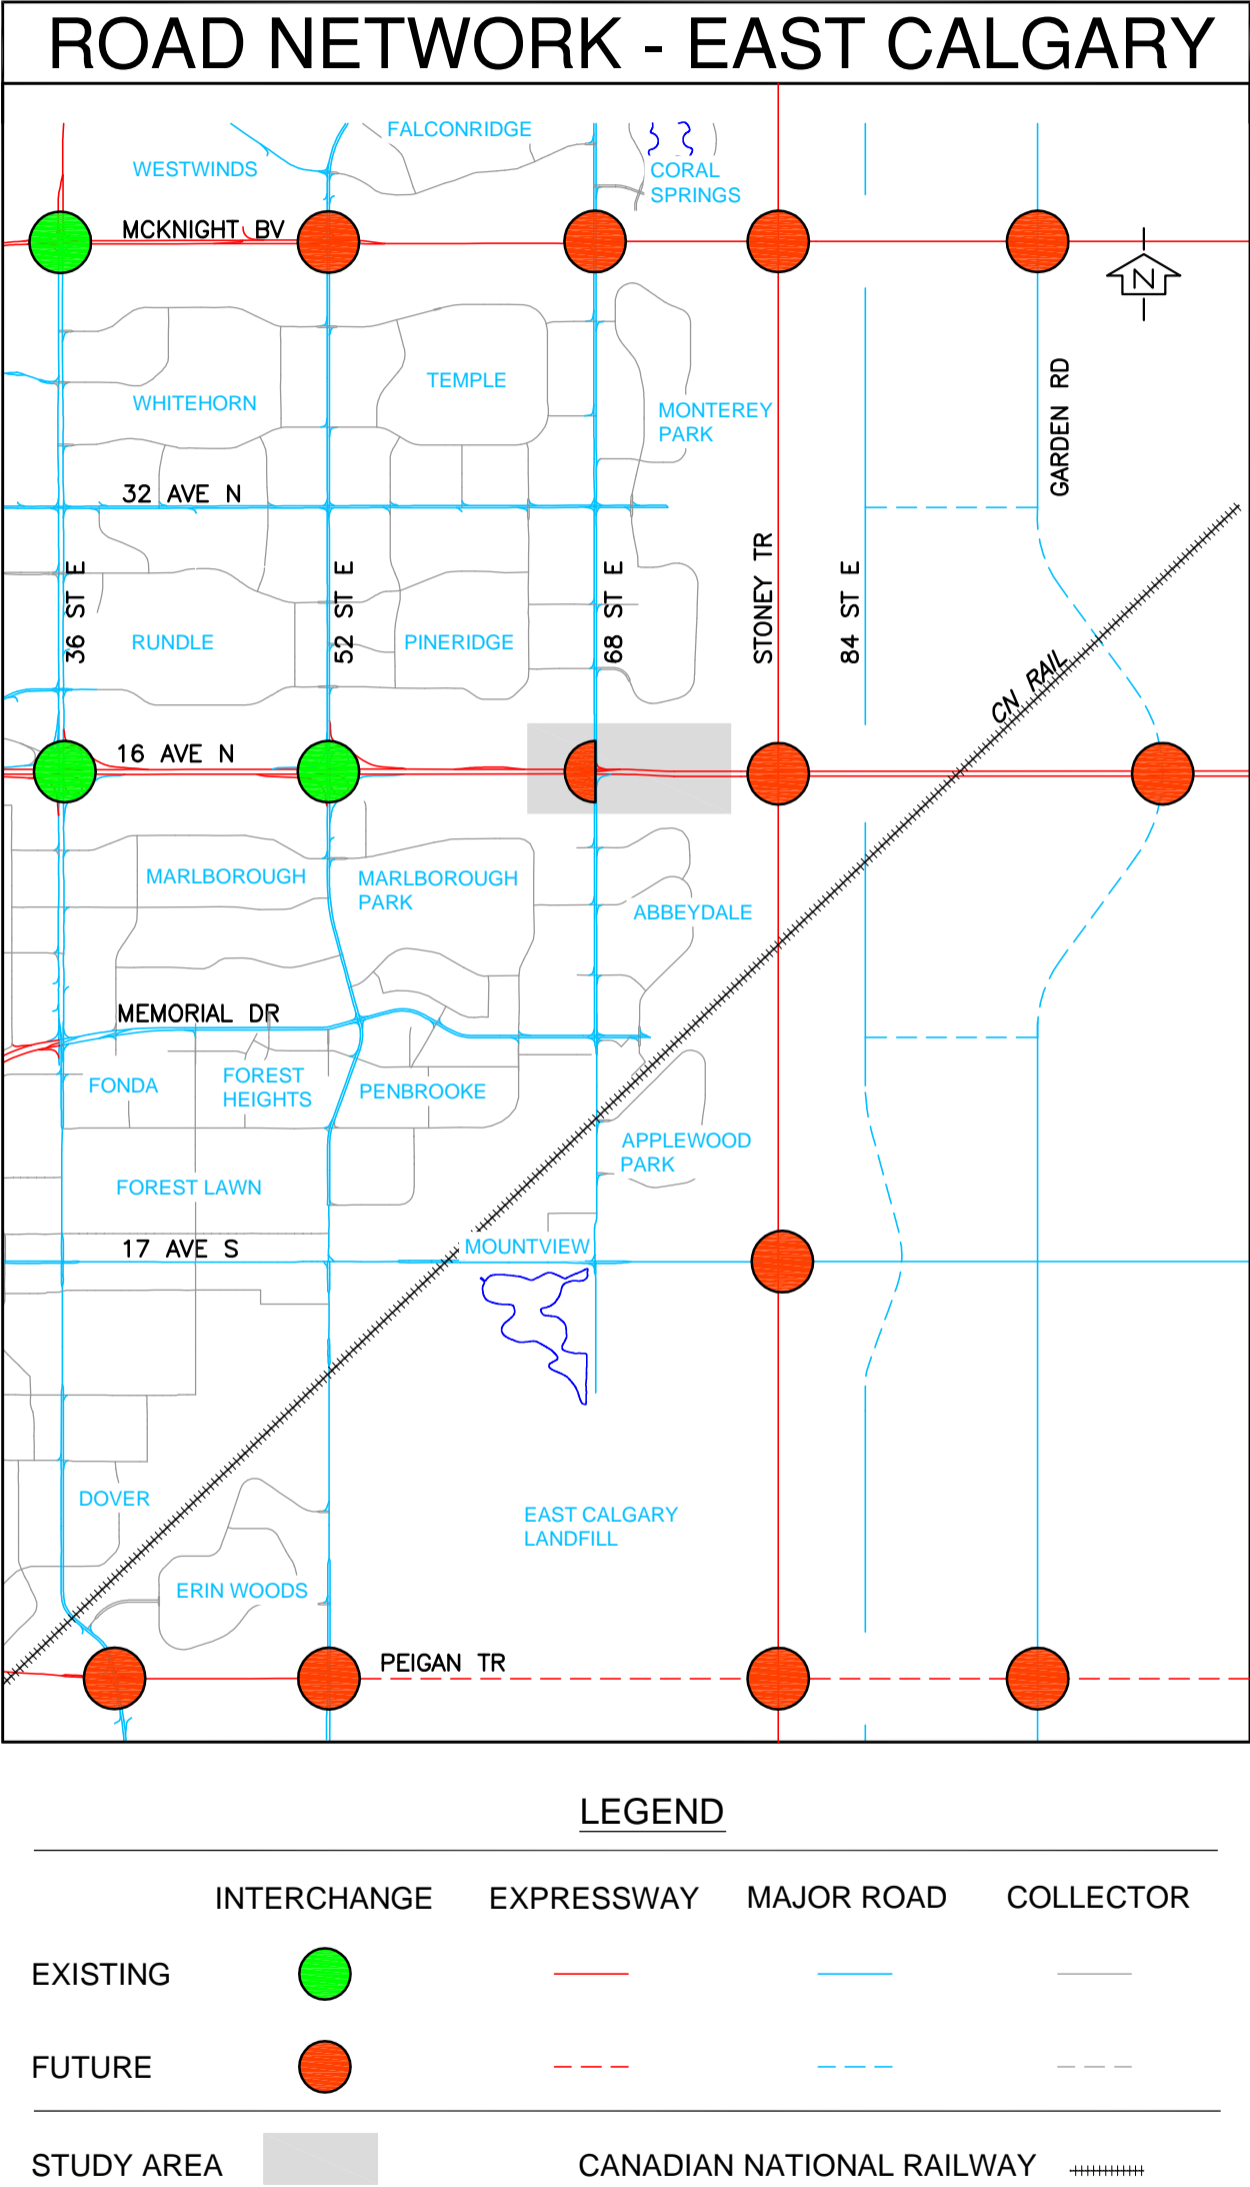 ROAD NETWORK - EAST CALGARY
FALCONRIDGE
WESTWINDS
CORAL
SPRINGS
MCKNIGHT BV
N
TEMPLE
WHITEHORN
MONTEREY
PARK
GARDEN RD
32 AVE N
36 ST E
52 ST E
68 ST E
STONEY TR
84 ST E
RUNDLE
PINERIDGE
CN RAIL
16 AVE N
MARLBOROUGH
MARLBOROUGH
PARK
ABBEYDALE
MEMORIAL DR
FONDA
FOREST
HEIGHTS
PENBROOKE
APPLEWOOD
PARK
FOREST LAWN
17 AVE S
MOUNTVIEW
DOVER
EAST CALGARY
LANDFILL
ERIN WOODS
PEIGAN TR
LEGEND
INTERCHANGE EXPRESSWAY MAJOR ROAD COLLECTOR
EXISTING
FUTURE
STUDY AREA CANADIAN NATIONAL RAILWAY